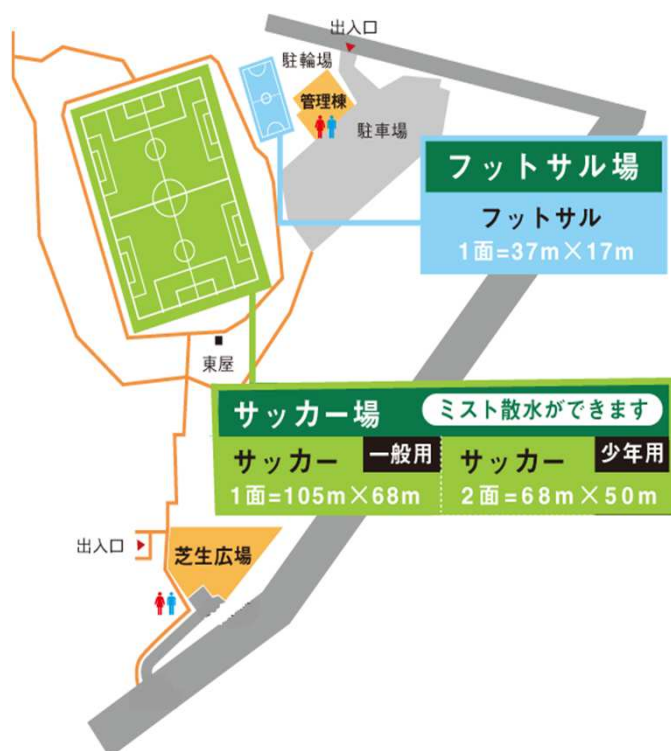 出入口
駐輪場
管理棟
駐車場
フットサル場
フットサル
1面=37m×17m
東屋
サッカー場
ミスト散水ができます
サッカー 一般用
1面=105m×68m
サッカー 少年用
2面=68m×50m
出入口
芝生広場